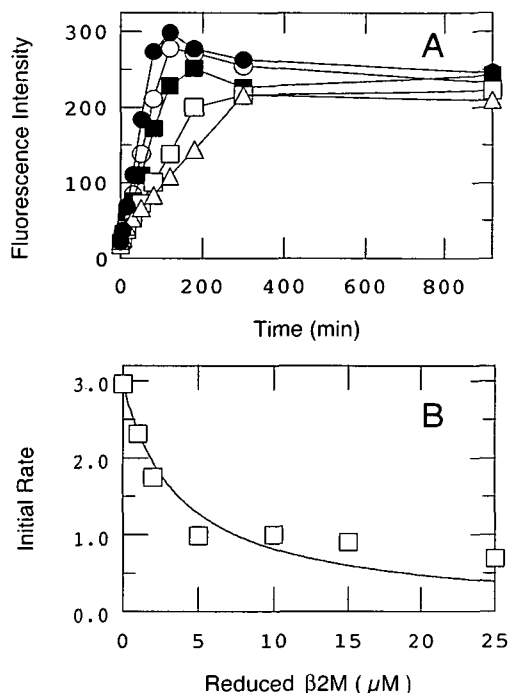 300
200
100
0
Fluorescence Intensity
A
0 200 400 600 800
Time (min)
3.0
2.0
1.0
0.0
Initial Rate
B
0 5 10 15 20 25
Reduced β2M ( μM )